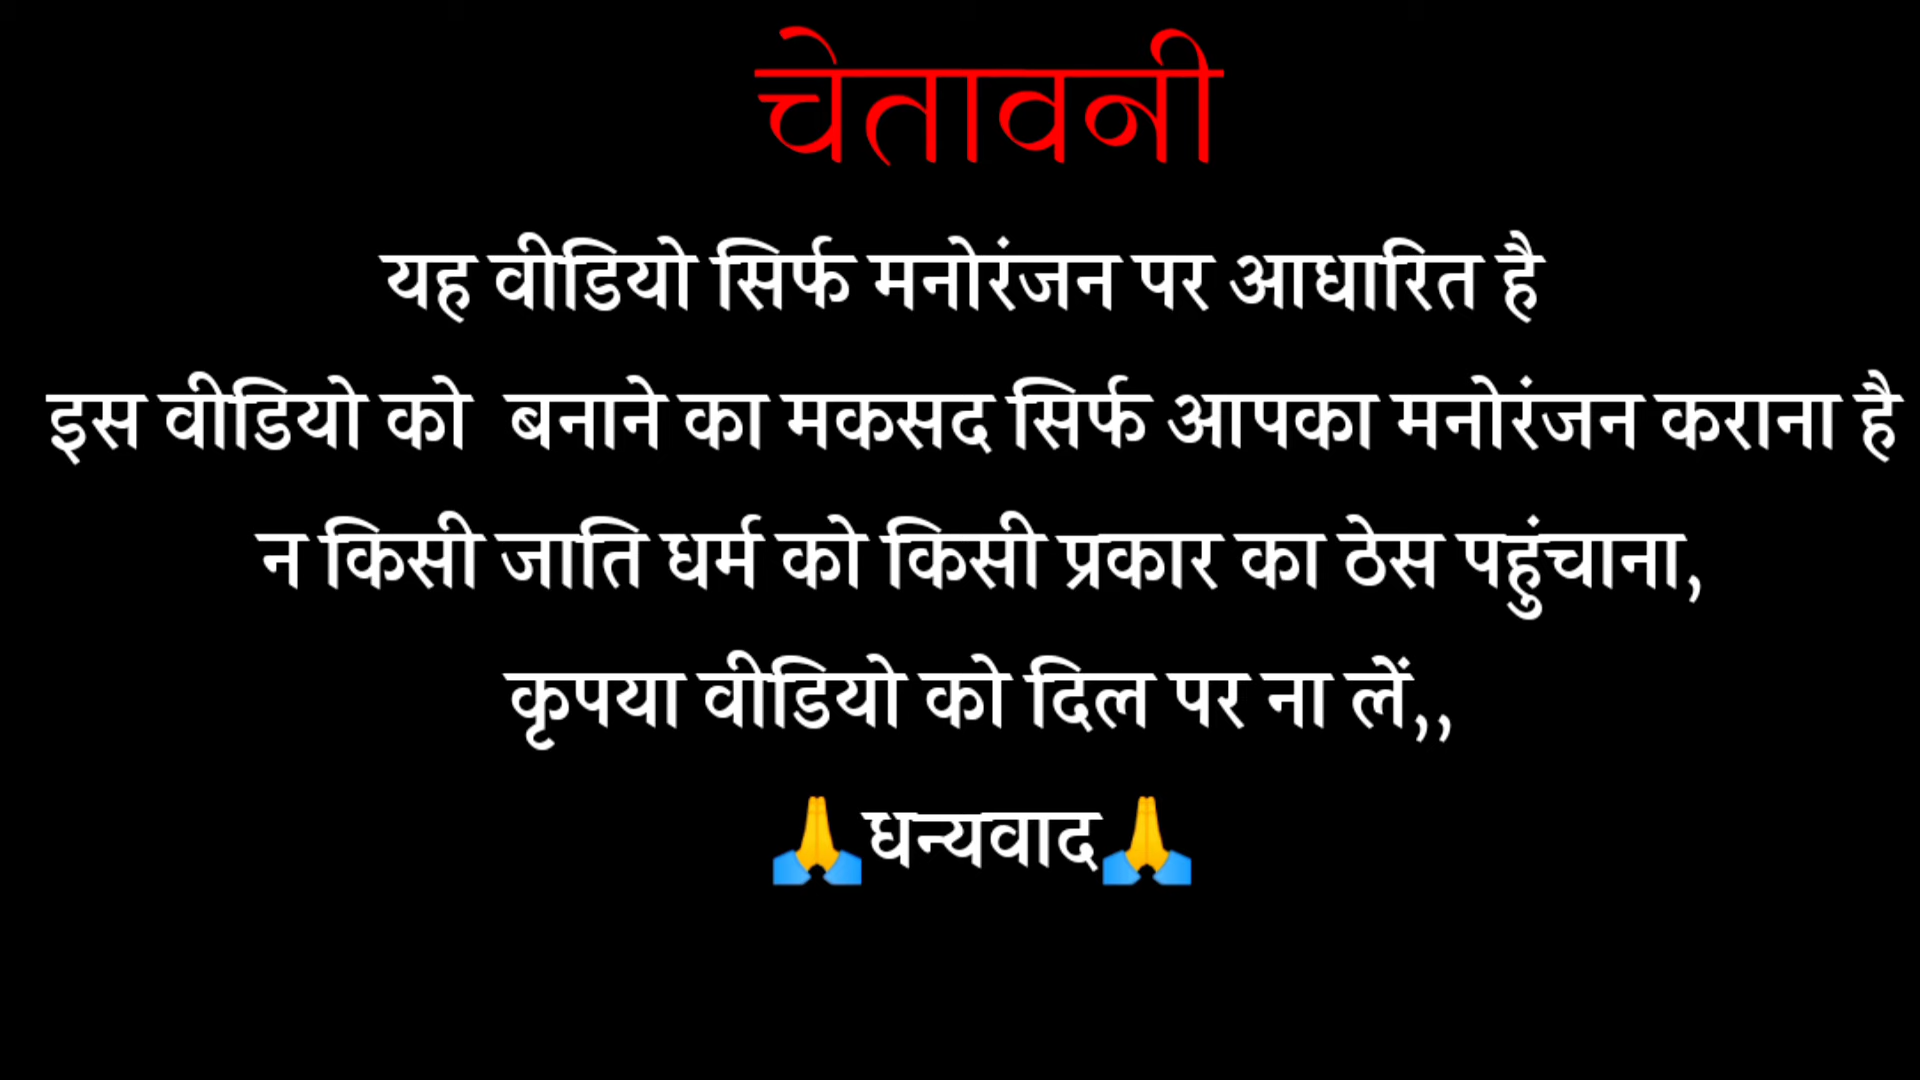 चेतावनी
यह वीडियो सिर्फ मनोरंजन पर आधारित है
इस वीडियो को बनाने का मकसद सिर्फ आपका मनोरंजन कराना है
न किसी जाति धर्म को किसी प्रकार का ठेस पहुंचाना,
कृपया वीडियो को दिल पर ना लें,,
🙏धन्यवाद🙏